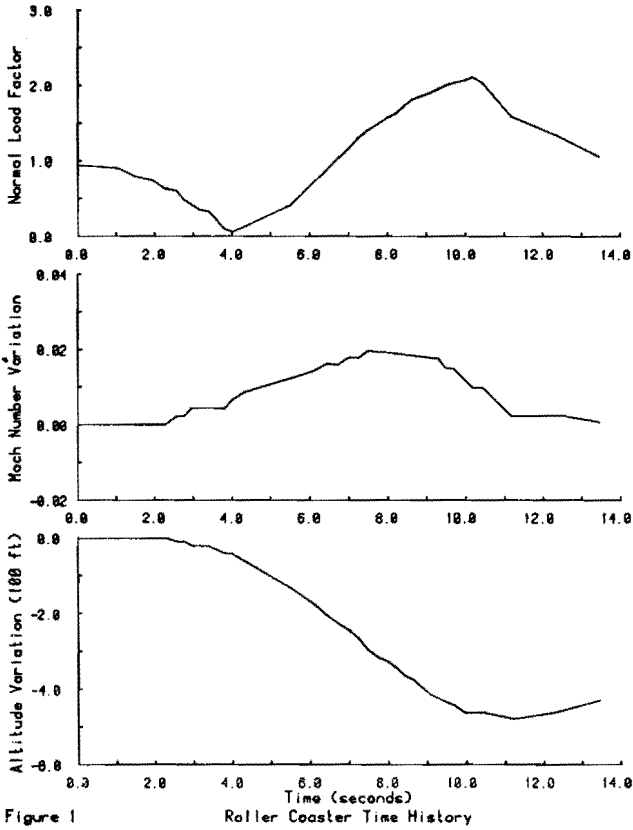 3.0
2.0
1.0
0.0
Normal Load Factor
0.0 2.0 4.0 6.0 8.0 10.0 12.0 14.0
0.04
0.02
0.00
-0.02
Mach Number Variation
0.0 2.0 4.0 6.0 8.0 10.0 12.0 14.0
0.0
-2.0
-4.0
-6.0
Altitude Variation (100 ft)
0.0 2.0 4.0 6.0 8.0 10.0 12.0 14.0
Time (seconds)
Figure 1 Roller Coaster Time History